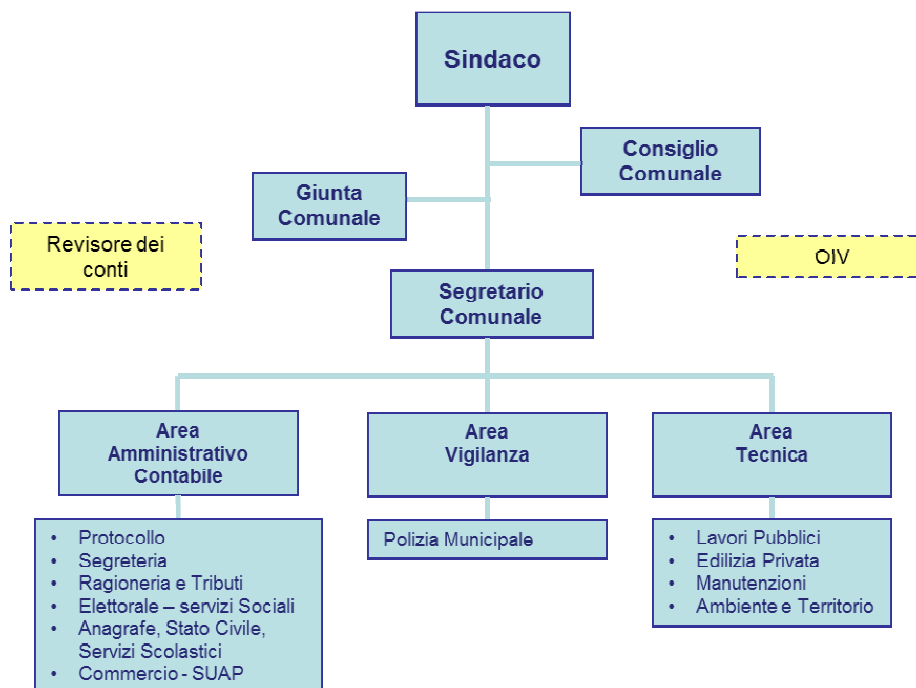 Sindaco
Consiglio
Comunale
Giunta
Comunale
Revisore dei
conti
OIV
Segretario
Comunale
Area
Amministrativo
Contabile
Area
Vigilanza
Area
Tecnica
• Protocollo
• Segreteria
• Ragioneria e Tributi
• Elettorale – servizi Sociali
• Anagrafe, Stato Civile,
Servizi Scolastici
• Commercio - SUAP
Polizia Municipale
• Lavori Pubblici
• Edilizia Privata
• Manutenzioni
• Ambiente e Territorio